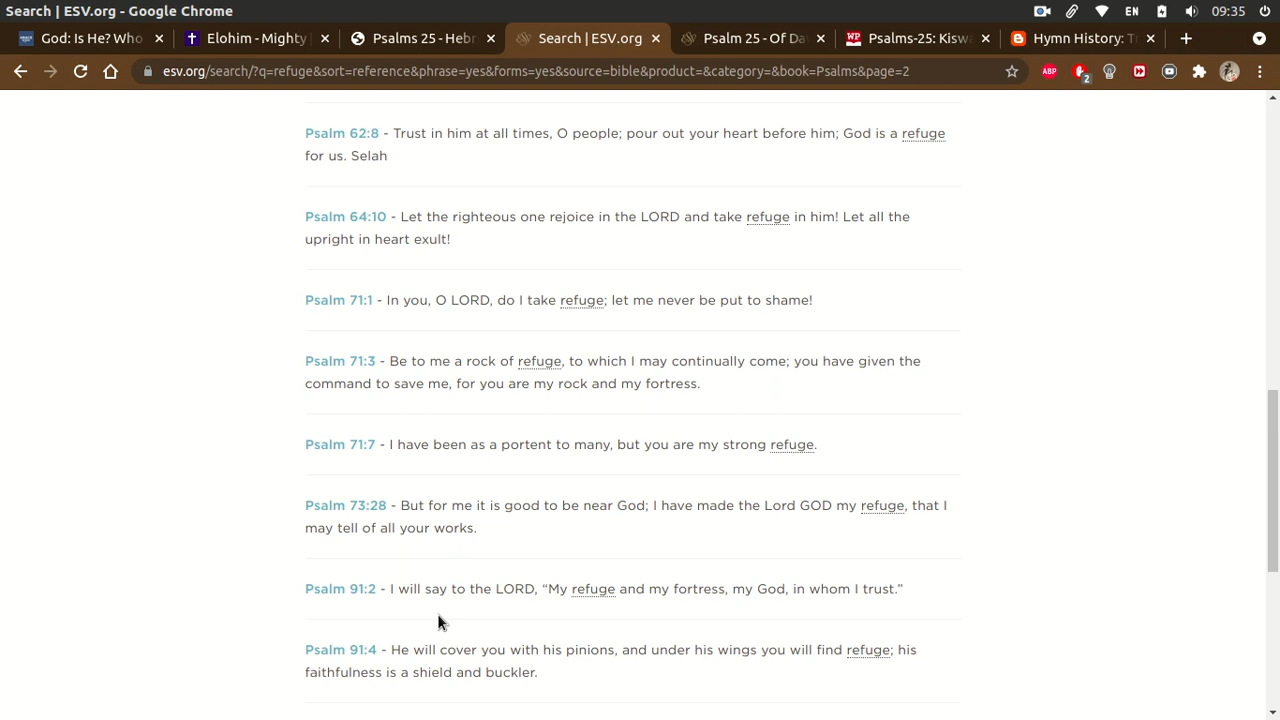 Search | ESV.org - Google Chrome
EN 09:35
God: Is He? Who
Elohim - Mighty
Psalms 25 - Hebr
Search | ESV.org
Psalm 25 - Of Da
Psalms-25: Kisw
Hymn History: T
esv.org/search/?q=refuge&sort=reference&phrase=yes&forms=yes&source=bible&product=&category=&book=Psalms&page=2
ABP
2
Psalm 62:8 - Trust in him at all times, O people; pour out your heart before him; God is a refuge
for us. Selah
Psalm 64:10 - Let the righteous one rejoice in the LORD and take refuge in him! Let all the
upright in heart exult!
Psalm 71:1 - In you, O LORD, do I take refuge; let me never be put to shame!
Psalm 71:3 - Be to me a rock of refuge, to which I may continually come; you have given the
command to save me, for you are my rock and my fortress.
Psalm 71:7 - I have been as a portent to many, but you are my strong refuge.
Psalm 73:28 - But for me it is good to be near God; I have made the Lord GOD my refuge, that I
may tell of all your works.
Psalm 91:2 - I will say to the LORD, “My refuge and my fortress, my God, in whom I trust.”
Psalm 91:4 - He will cover you with his pinions, and under his wings you will find refuge; his
faithfulness is a shield and buckler.